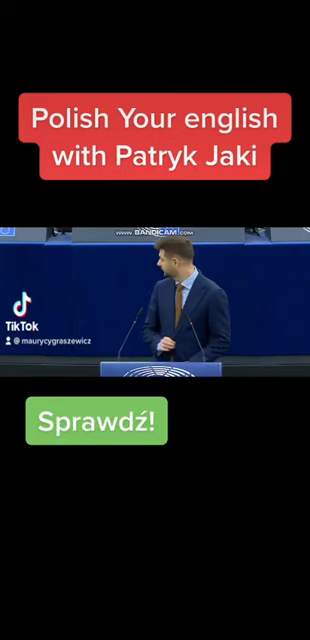 Polish Your english
with Patryk Jaki
WWW.BANDICAM.COM
TikTok
@ maurycygraszewicz
Sprawdź!